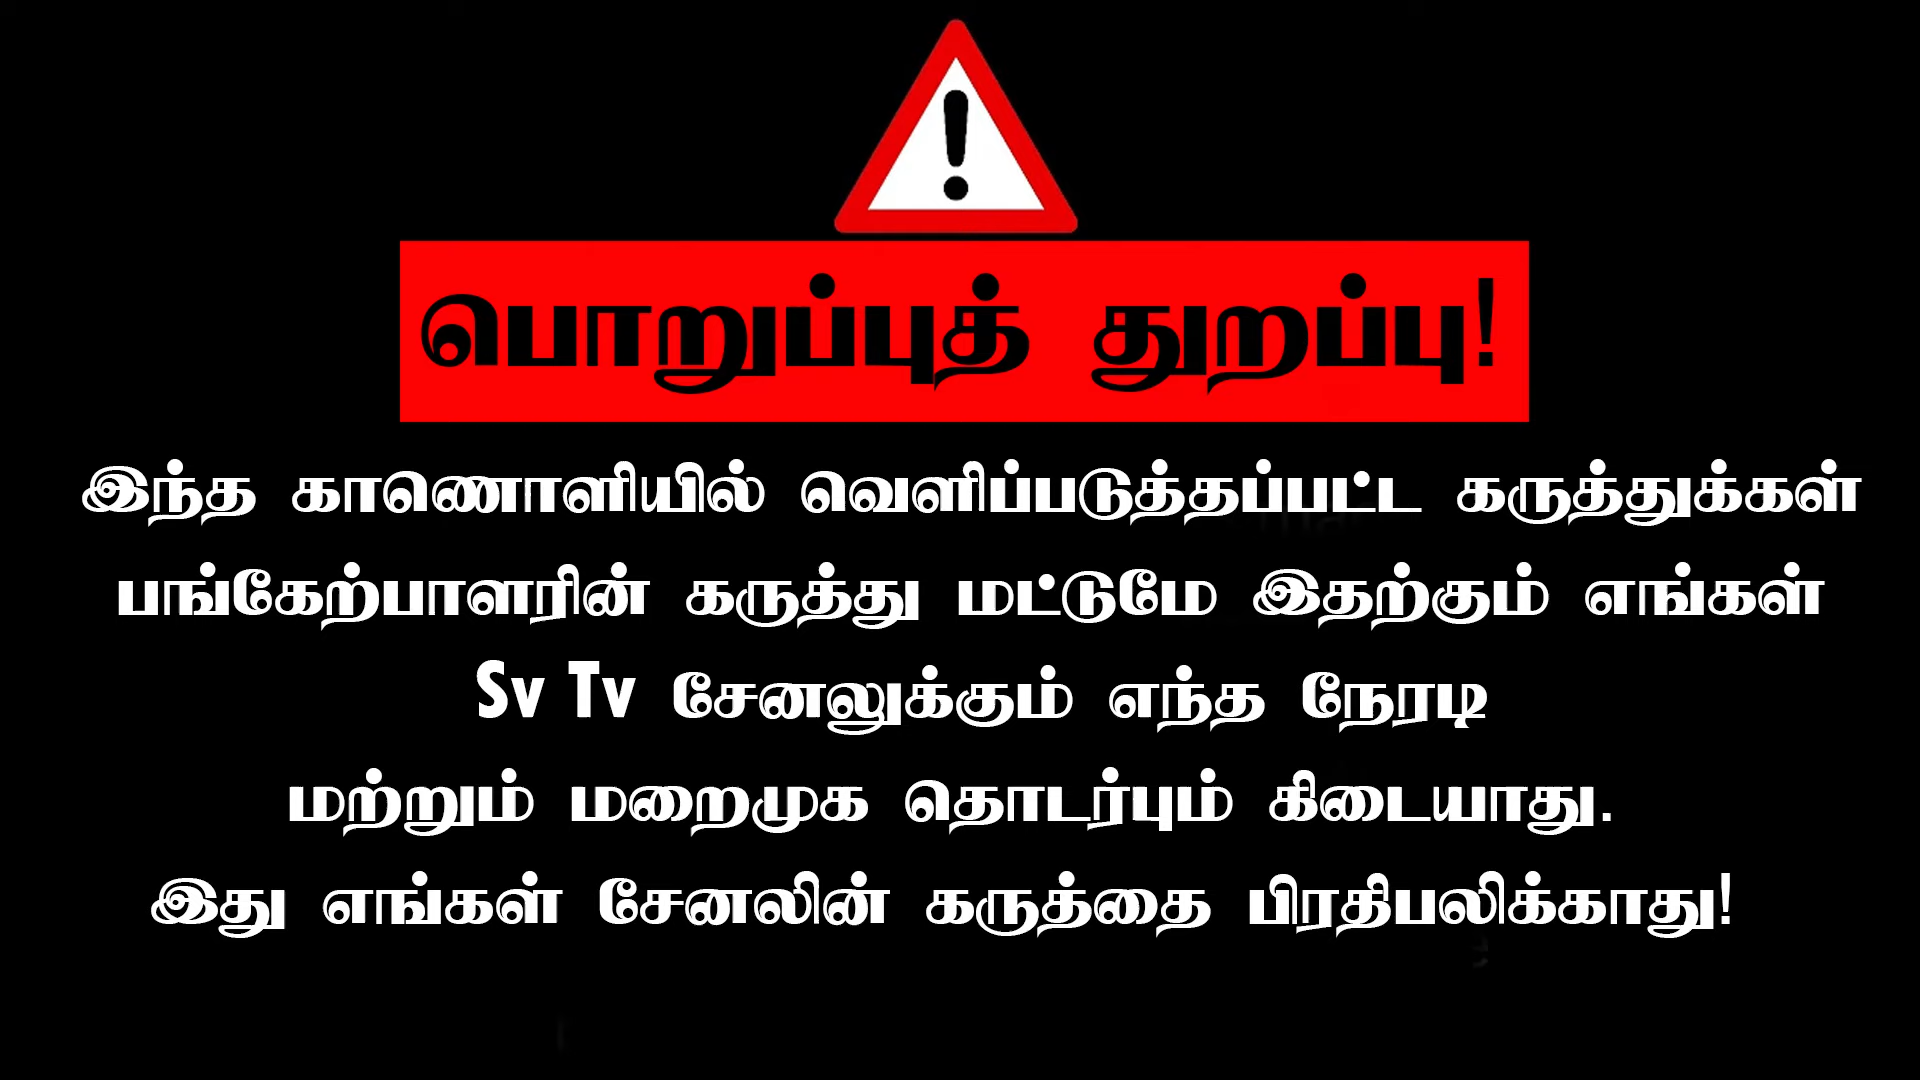 பொறுப்புத் துறப்பு!
இந்த காணொளியில் வெளிப்படுத்தப்பட்ட கருத்துக்கள்
பங்கேற்பாளரின் கருத்து மட்டுமே இதற்கும் எங்கள்
Sv Tv சேனலுக்கும் எந்த நேரடி
மற்றும் மறைமுக தொடர்பும் கிடையாது.
இது எங்கள் சேனலின் கருத்தை பிரதிபலிக்காது!